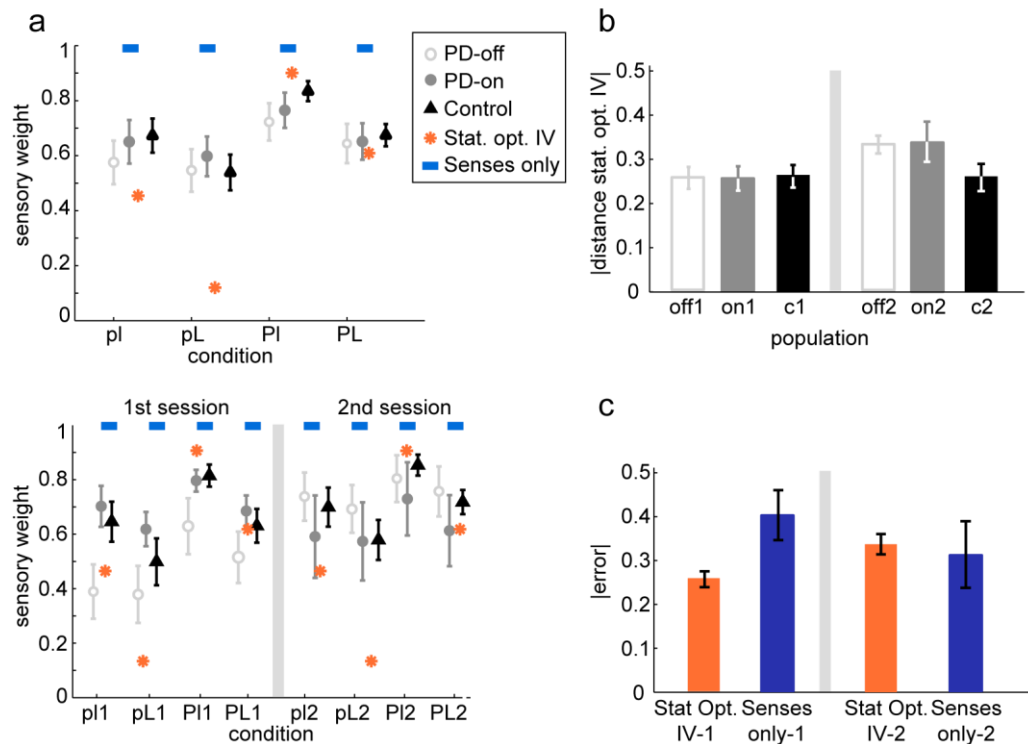 a
sensory weight
1
0.8
0.6
0.4
0.2
0
pl pL Pl PL
condition
PD-off
PD-on
Control
Stat. opt. IV
Senses only
b
|distance stat. opt. IV|
0.5
0.4
0.3
0.2
0.1
0
off1 on1 c1 off2 on2 c2
population
1st session 2nd session
sensory weight
1
0.8
0.6
0.4
0.2
0
pl1 pL1 Pl1 PL1 pl2 pL2 Pl2 PL2
condition
c
|error|
0.5
0.4
0.3
0.2
0.1
0
Stat Opt. Senses Stat Opt. Senses
IV-1 only-1 IV-2 only-2